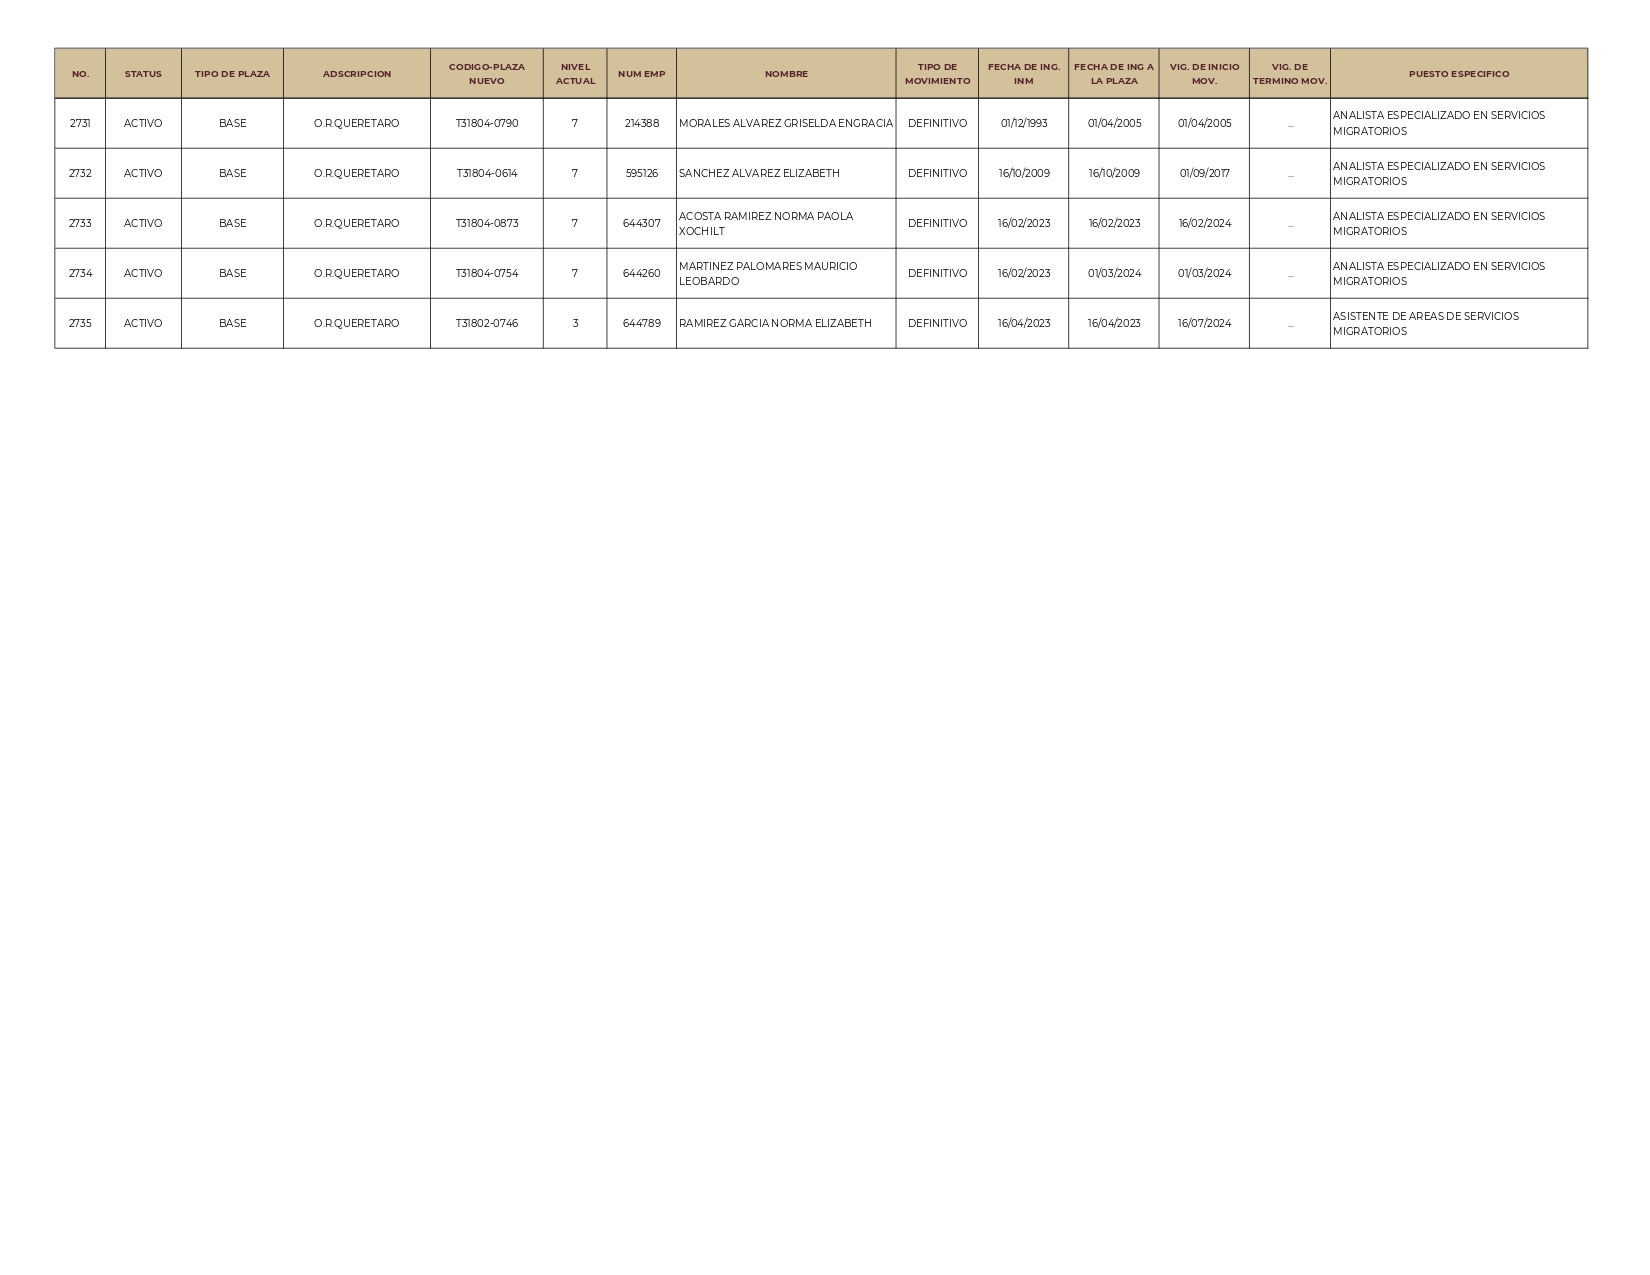 NO. STATUS TIPO DE PLAZA ADSCRIPCION CODIGO-PLAZA NUEVO NIVEL ACTUAL NUM EMP NOMBRE TIPO DE MOVIMIENTO FECHA DE ING. INM FECHA DE ING A LA PLAZA VIG. DE INICIO MOV. VIG. DE TERMINO MOV. PUESTO ESPECIFICO
2731 ACTIVO BASE O.R.QUERETARO T31804-0790 7 214388 MORALES ALVAREZ GRISELDA ENGRACIA DEFINITIVO 01/12/1993 01/04/2005 01/04/2005 ... ANALISTA ESPECIALIZADO EN SERVICIOS MIGRATORIOS
2732 ACTIVO BASE O.R.QUERETARO T31804-0614 7 595126 SANCHEZ ALVAREZ ELIZABETH DEFINITIVO 16/10/2009 16/10/2009 01/09/2017 ... ANALISTA ESPECIALIZADO EN SERVICIOS MIGRATORIOS
2733 ACTIVO BASE O.R.QUERETARO T31804-0873 7 644307 ACOSTA RAMIREZ NORMA PAOLA XOCHILT DEFINITIVO 16/02/2023 16/02/2023 16/02/2024 ... ANALISTA ESPECIALIZADO EN SERVICIOS MIGRATORIOS
2734 ACTIVO BASE O.R.QUERETARO T31804-0754 7 644260 MARTINEZ PALOMARES MAURICIO LEOBARDO DEFINITIVO 16/02/2023 01/03/2024 01/03/2024 ... ANALISTA ESPECIALIZADO EN SERVICIOS MIGRATORIOS
2735 ACTIVO BASE O.R.QUERETARO T31802-0746 3 644789 RAMIREZ GARCIA NORMA ELIZABETH DEFINITIVO 16/04/2023 16/04/2023 16/07/2024 ... ASISTENTE DE AREAS DE SERVICIOS MIGRATORIOS